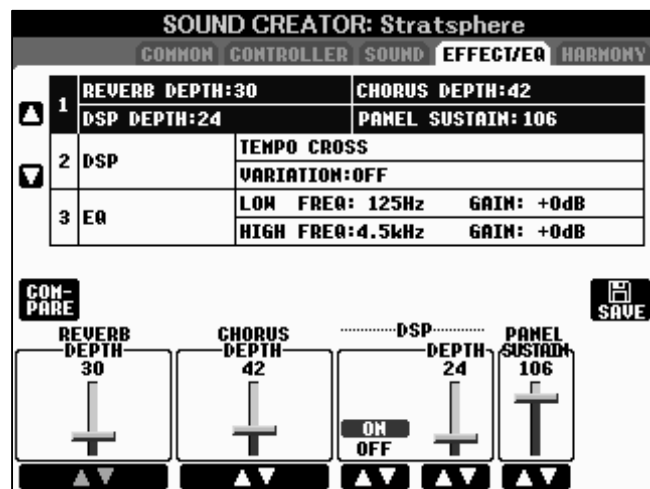 SOUND CREATOR: Stratsphere
COMMON CONTROLLER SOUND EFFECT/EQ HARMONY
1 REVERB DEPTH:30 CHORUS DEPTH:42
DSP DEPTH:24 PANEL SUSTAIN:106
2 DSP TEMPO CROSS
VARIATION:OFF
3 EQ LOW FREQ: 125Hz GAIN: +0dB
HIGH FREQ:4.5kHz GAIN: +0dB
COM-
PARE
SAVE
REVERB CHORUS DSP PANEL
DEPTH DEPTH DEPTH SUSTAIN
30 42 24 106
ON
OFF